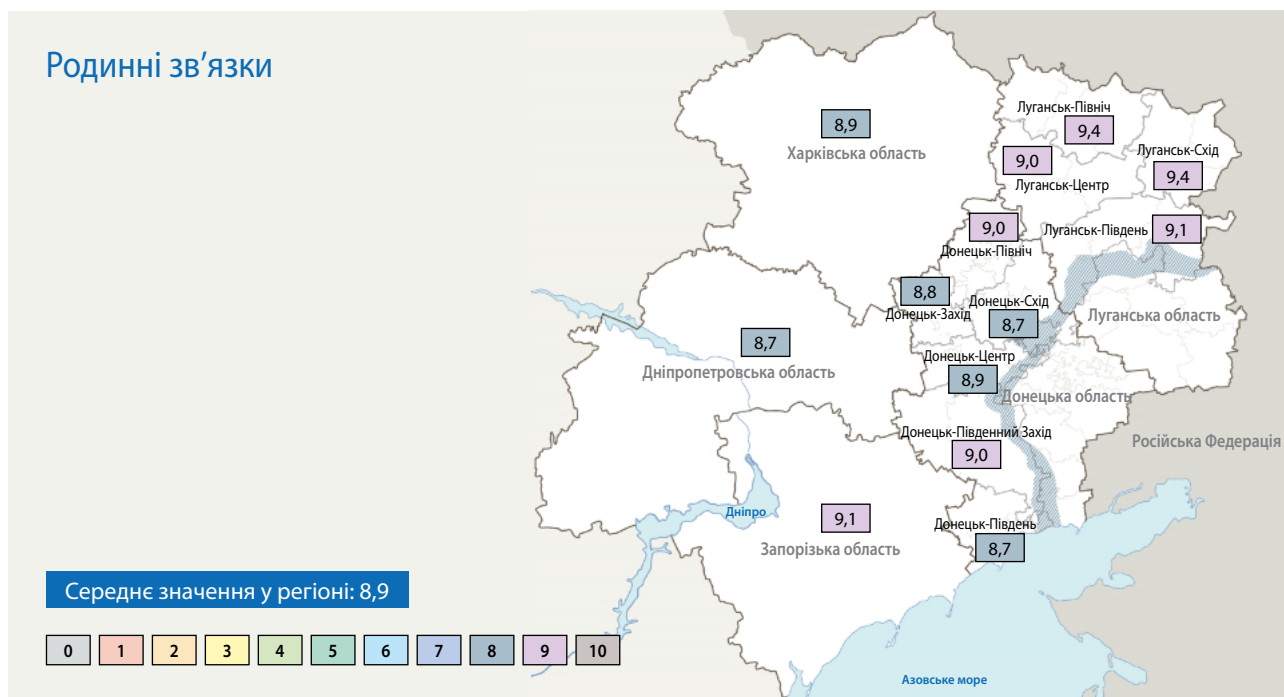 Родинні зв’язки
8,9
Харківська область
Луганськ-Північ
9,4
Луганськ-Схід
9,0
9,4
Луганськ-Центр
Луганськ-Південь
9,1
9,0
Донецьк-Північ
8,8
Донецьк-Захід
Донецьк-Схід
8,7
Луганська область
8,7
Дніпропетровська область
Донецьк-Центр
8,9
Донецька область
Донецьк-Південний Захід
9,0
Російська Федерація
Дніпро
9,1
Запорізька область
Донецьк-Південь
8,7
Середнє значення у регіоні: 8,9
0 1 2 3 4 5 6 7 8 9 10
Азовське море